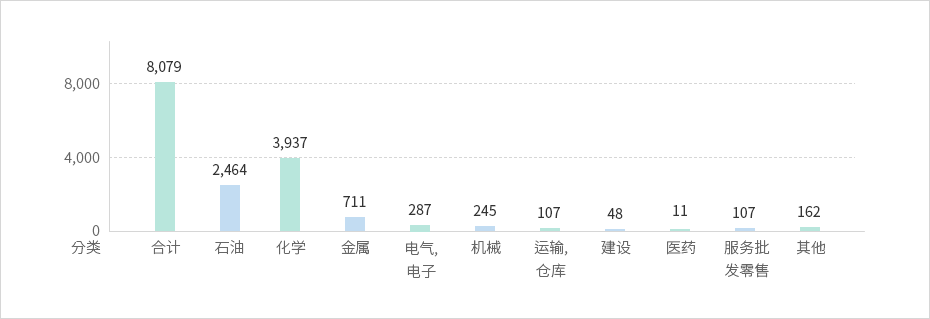 8,079
8,000
3,937
4,000
2,464
711
287
245
107
48
11
107
162
0
分类
合计
石油
化学
金属
电气,
电子
机械
运输,
仓库
建设
医药
服务批
发零售
其他